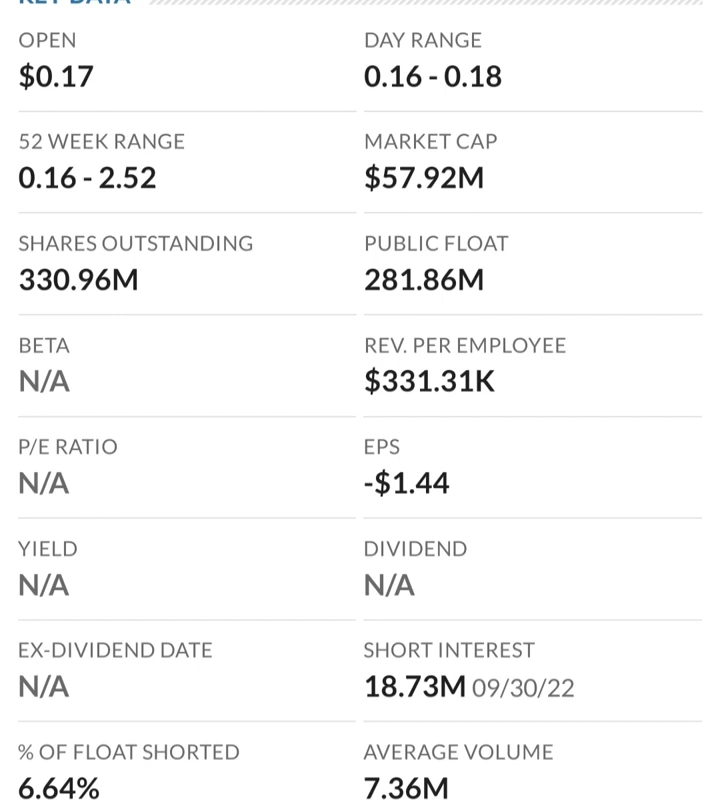 KEY DATA
OPEN
$0.17
DAY RANGE
0.16 - 0.18
52 WEEK RANGE
0.16 - 2.52
MARKET CAP
$57.92M
SHARES OUTSTANDING
330.96M
PUBLIC FLOAT
281.86M
BETA
N/A
REV. PER EMPLOYEE
$331.31K
P/E RATIO
N/A
EPS
-$1.44
YIELD
N/A
DIVIDEND
N/A
EX-DIVIDEND DATE
N/A
SHORT INTEREST
18.73M 09/30/22
% OF FLOAT SHORTED
6.64%
AVERAGE VOLUME
7.36M